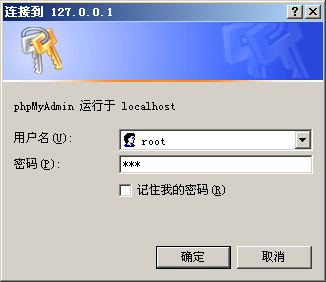 连接到 127.0.0.1
phpMyAdmin 运行于 localhost
用户名(U): root
密码(P): ***
记住我的密码(R)
确定 取消